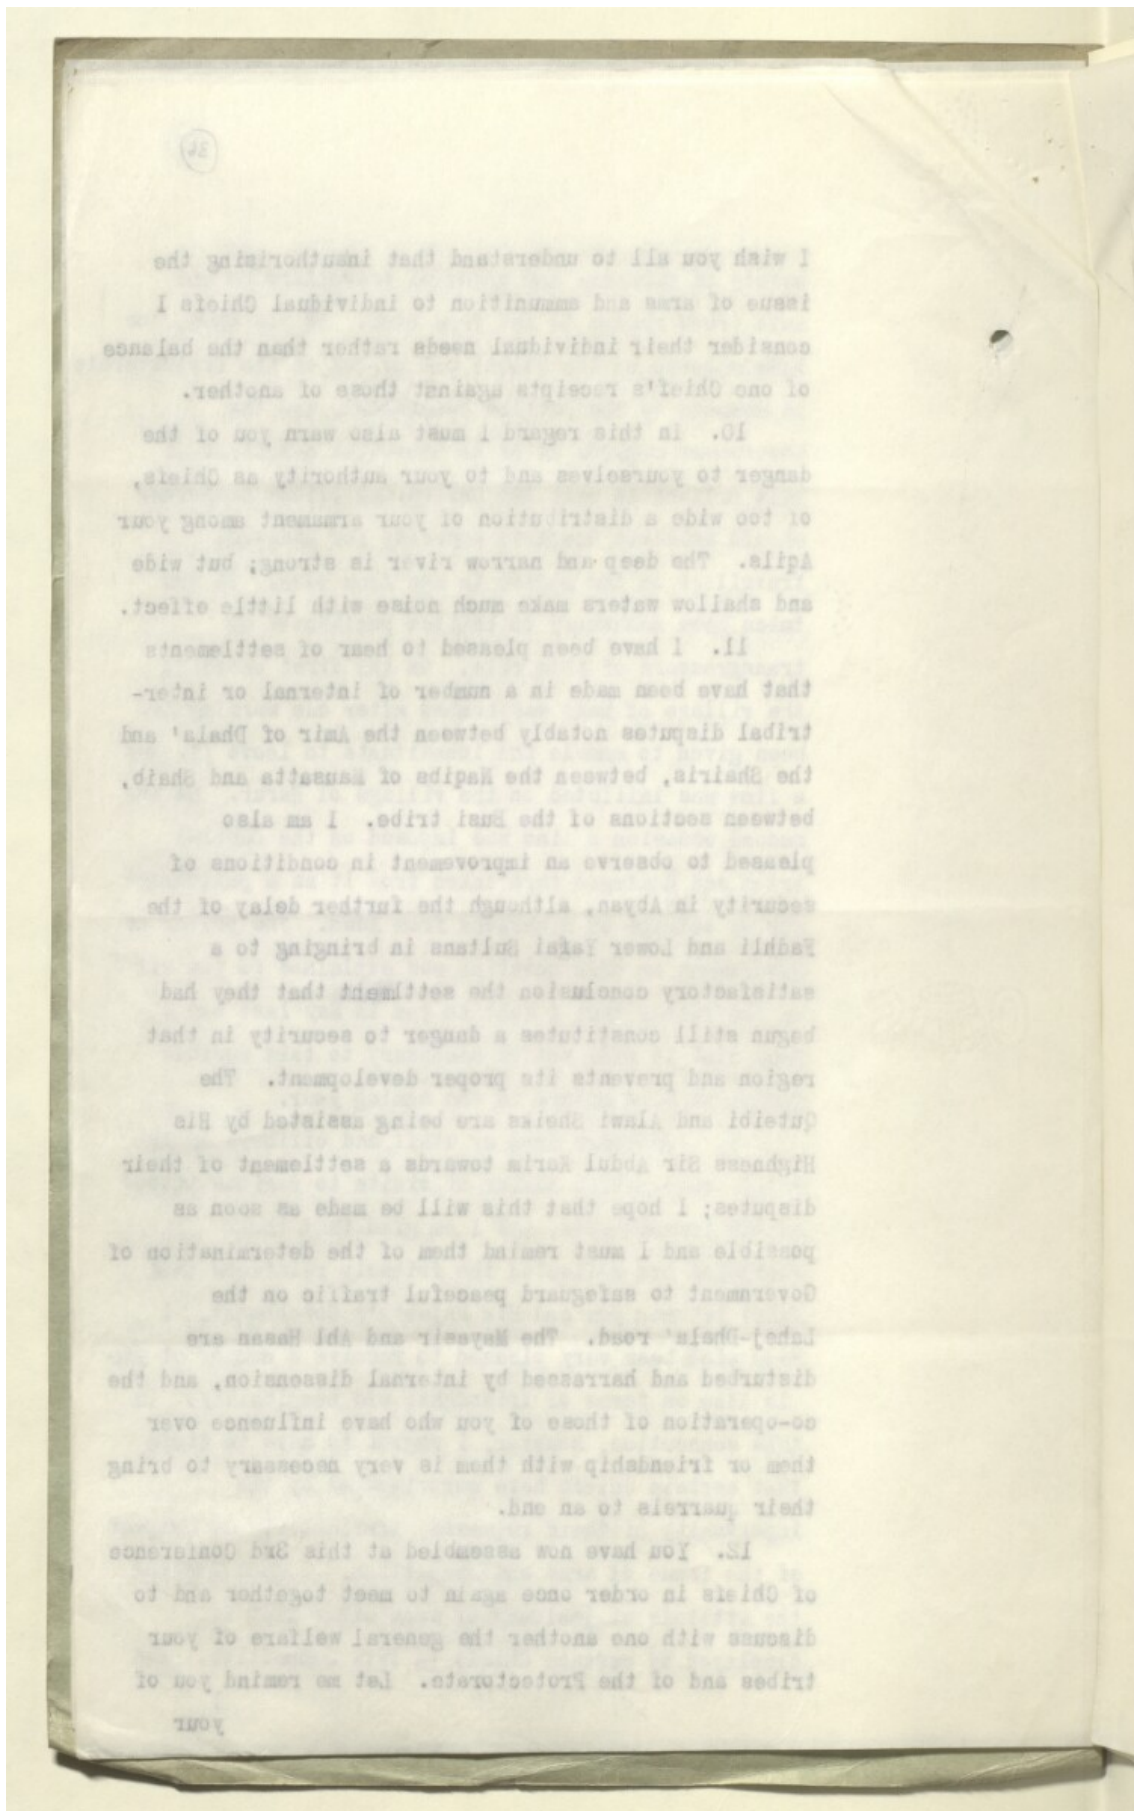 36
I wish you all to understand that inauthorising the
issue of arms and ammunition to individual Chiefs I
consider their individual needs rather than the balance
of one Chief's receipts against those of another.
10. In this regard I must also warn you of the
danger to yourselves and to your authority as Chiefs,
of too wide a distribution of your armament among your
Aqils. The deep and narrow river is strong; but wide
and shallow waters make much noise with little effect.
11. I have been pleased to hear of settlements
that have been made in a number of internal or inter-
tribal disputes notably between the Amir of Dhala' and
the Shairis, between the Naqibs of Mausatta and Shaib,
between sections of the Busi tribe. I am also
pleased to observe an improvement in conditions of
security in Abyan, although the further delay of the
Fadhli and Lower Yafai Sultans in bringing to a
satisfactory conclusion the settlment that they had
begun still constitutes a danger to security in that
region and prevents its proper development. The
Quteibi and Alawi Sheiks are being assisted by His
Highness Sir Abdul Karim towards a settlement of their
disputes; I hope that this will be made as soon as
possible and I must remind them of the determination of
Government to safeguard peaceful traffic on the
Lahej-Dhala' road. The Mayasir and Ahl Hasan are
disturbed and harrassed by internal dissension, and the
co-operation of those of you who have influence over
them or friendship with them is very necessary to bring
their quarrels to an end.
12. You have now assembled at this 3rd Conference
of Chiefs in order once again to meet together and to
discuss with one another the general welfare of your
tribes and of the Protectorate. Let me remind you of
your